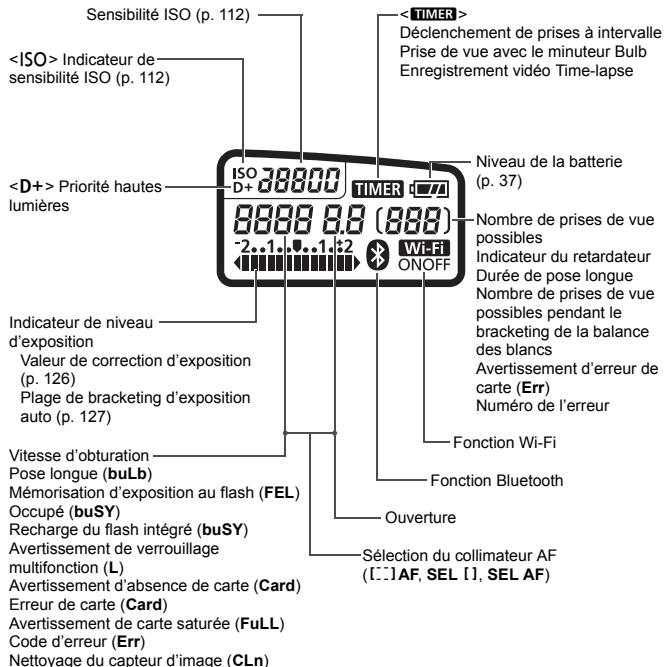 Sensibilité ISO (p. 112)
<ISO> Indicateur de
sensibilité ISO (p. 112)
<D+> Priorité hautes
lumières
<TIMER>
Déclenchement de prises à intervalle
Prise de vue avec le minuteur Bulb
Enregistrement vidéo Time-lapse
ISO
D+ 38800 TIMER
8888 8.8 (888)
-2..1..0..1..+2 Wi-Fi
ONOFF
Niveau de la batterie
(p. 37)
Nombre de prises de vue
possibles
Indicateur du retardateur
Durée de pose longue
Nombre de prises de vue
possibles pendant le
bracketing de la balance
des blancs
Avertissement d'erreur de
carte (Err)
Numéro de l'erreur
Indicateur de niveau
d'exposition
Valeur de correction d'exposition
(p. 126)
Plage de bracketing d'exposition
auto (p. 127)
Vitesse d'obturation
Pose longue (buLb)
Mémorisation d'exposition au flash (FEL)
Occupé (buSY)
Recharge du flash intégré (buSY)
Avertissement de verrouillage
multifonction (L)
Avertissement d'absence de carte (Card)
Erreur de carte (Card)
Avertissement de carte saturée (FuLL)
Code d'erreur (Err)
Nettoyage du capteur d'image (CLn)
Fonction Wi-Fi
Fonction Bluetooth
Ouverture
Sélection du collimateur AF
([ ] AF, SEL [ ], SEL AF)